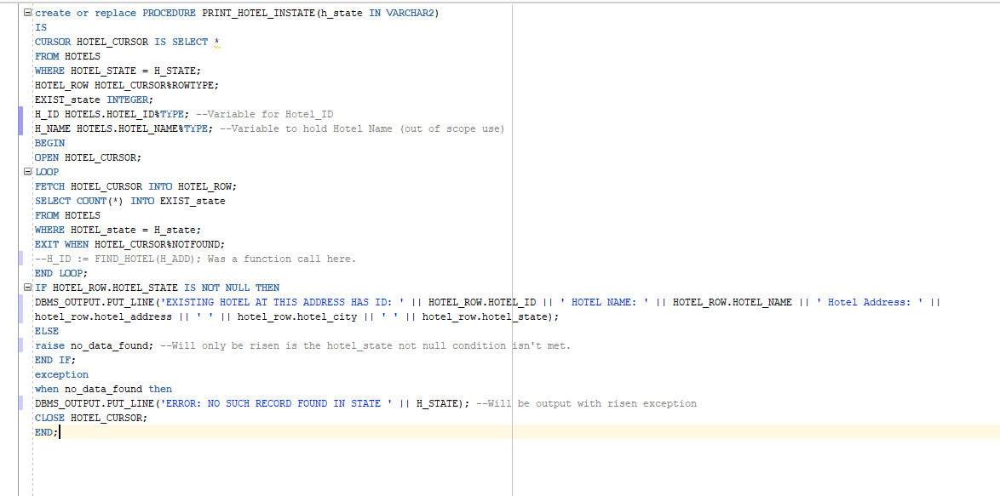 create or replace PROCEDURE PRINT_HOTEL_INSTATE(h_state IN VARCHAR2)
IS
CURSOR HOTEL_CURSOR IS SELECT *
FROM HOTELS
WHERE HOTEL_STATE = H_STATE;
HOTEL_ROW HOTEL_CURSOR%ROWTYPE;
EXIST_state INTEGER;
H_ID HOTELS.HOTEL_ID%TYPE; --Variable for Hotel_ID
H_NAME HOTELS.HOTEL_NAME%TYPE; --Variable to hold Hotel Name (out of scope use)
BEGIN
OPEN HOTEL_CURSOR;
LOOP
FETCH HOTEL_CURSOR INTO HOTEL_ROW;
SELECT COUNT(*) INTO EXIST_state
FROM HOTELS
WHERE HOTEL_state = H_state;
EXIT WHEN HOTEL_CURSOR%NOTFOUND;
--H_ID := FIND_HOTEL(H_ADD); Was a function call here.
END LOOP;
IF HOTEL_ROW.HOTEL_STATE IS NOT NULL THEN
DBMS_OUTPUT.PUT_LINE('EXISTING HOTEL AT THIS ADDRESS HAS ID: ' || HOTEL_ROW.HOTEL_ID || ' HOTEL NAME: ' || HOTEL_ROW.HOTEL_NAME || ' Hotel Address: ' ||
hotel_row.hotel_address || ' ' || hotel_row.hotel_city || ' ' || hotel_row.hotel_state);
ELSE
raise no_data_found; --Will only be risen is the hotel_state not null condition isn't met.
END IF;
exception
when no_data_found then
DBMS_OUTPUT.PUT_LINE('ERROR: NO SUCH RECORD FOUND IN STATE ' || H_STATE); --Will be output with risen exception
CLOSE HOTEL_CURSOR;
END;